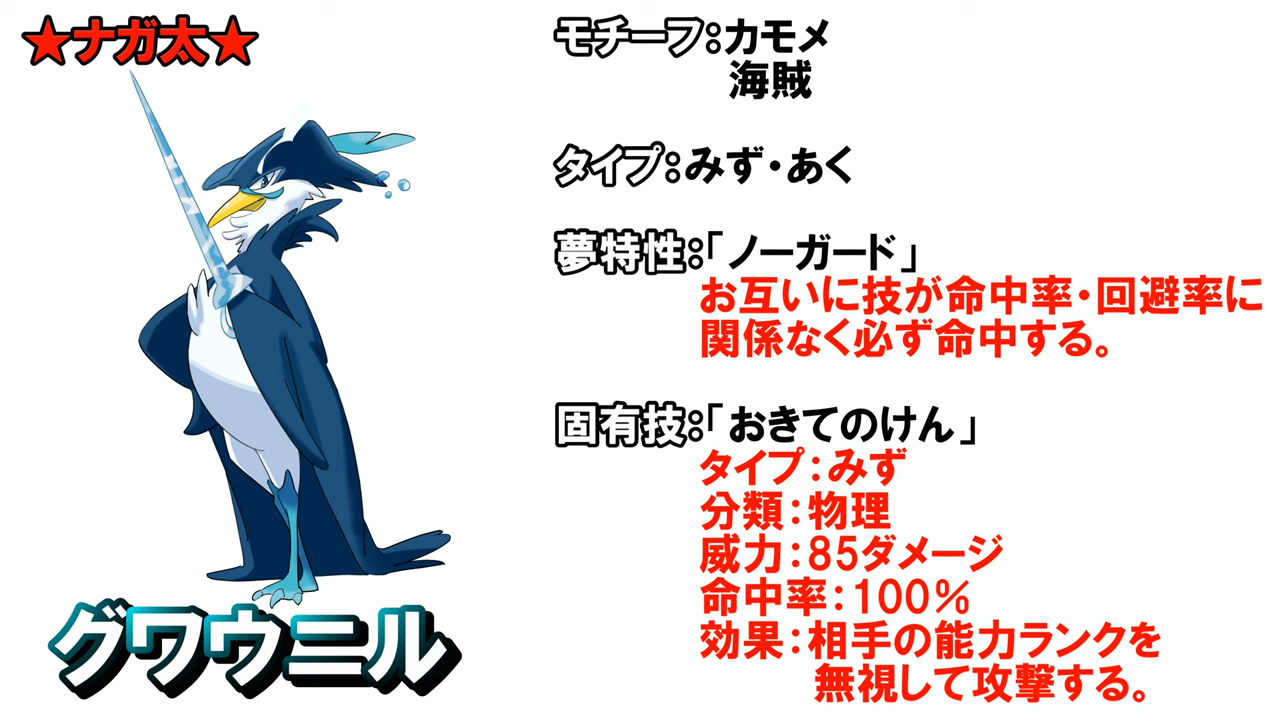 ★ナガ太★
モチーフ：カモメ
海賊
タイプ：みず・あく
夢特性：「ノーガード」
お互いに技が命中率・回避率に
関係なく必ず命中する。
固有技：「おきてのけん」
タイプ：みず
分類：物理
威力：85ダメージ
命中率：100％
効果：相手の能力ランクを
無視して攻撃する。
グワウニル